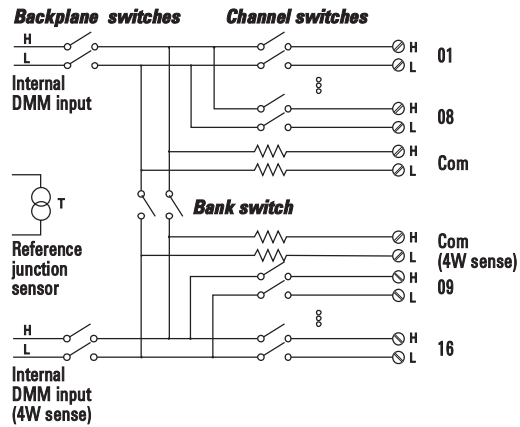 Backplane switches
Channel switches
H
L
Internal
DMM input
H
L
01
H
L
08
H
L
Com
T
Reference
junction
sensor
Bank switch
H
L
Com
(4W sense)
H
L
09
H
L
Internal
DMM input
(4W sense)
H
L
16